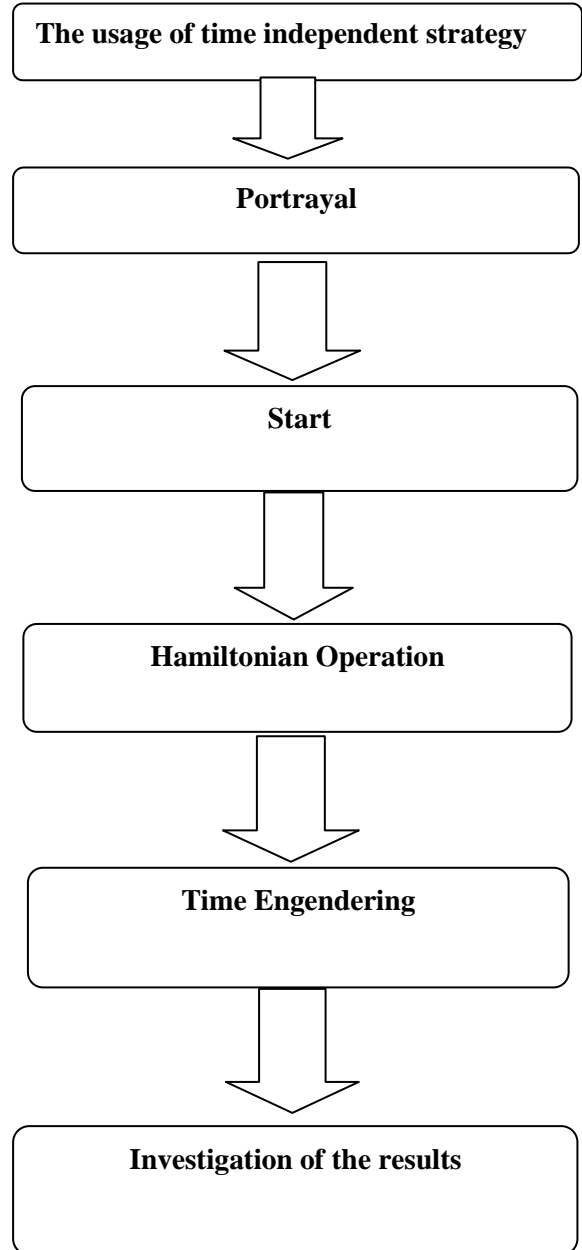 The usage of time independent strategy
Portrayal
Start
Hamiltonian Operation
Time Engendering
Investigation of the results